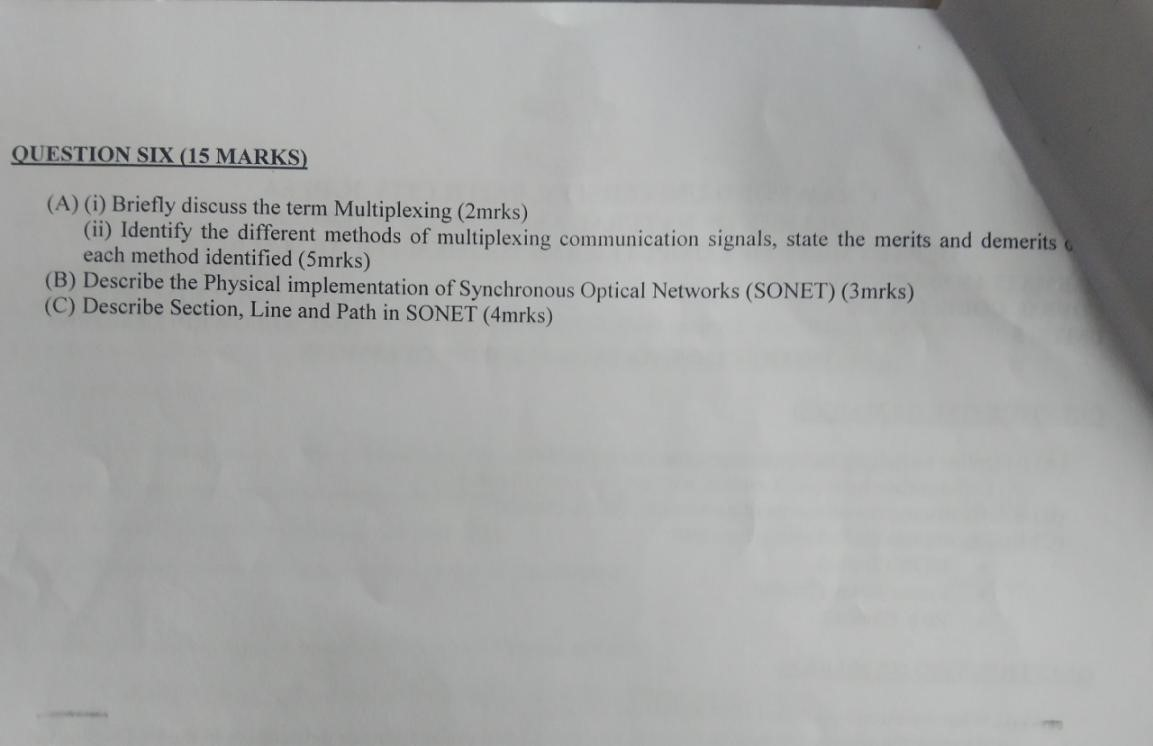 QUESTION SIX (15 MARKS)
(A) (i) Briefly discuss the term Multiplexing (2mrks)
(ii) Identify the different methods of multiplexing communication signals, state the merits and demerits
each method identified (5mrks)
(B) Describe the Physical implementation of Synchronous Optical Networks (SONET) (3mrks)
(C) Describe Section, Line and Path in SONET (4mrks)